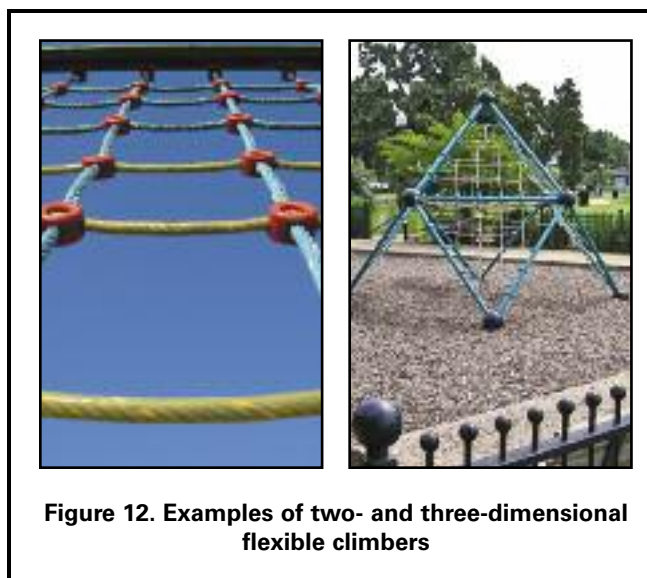 Figure 12. Examples of two- and three-dimensional
flexible climbers